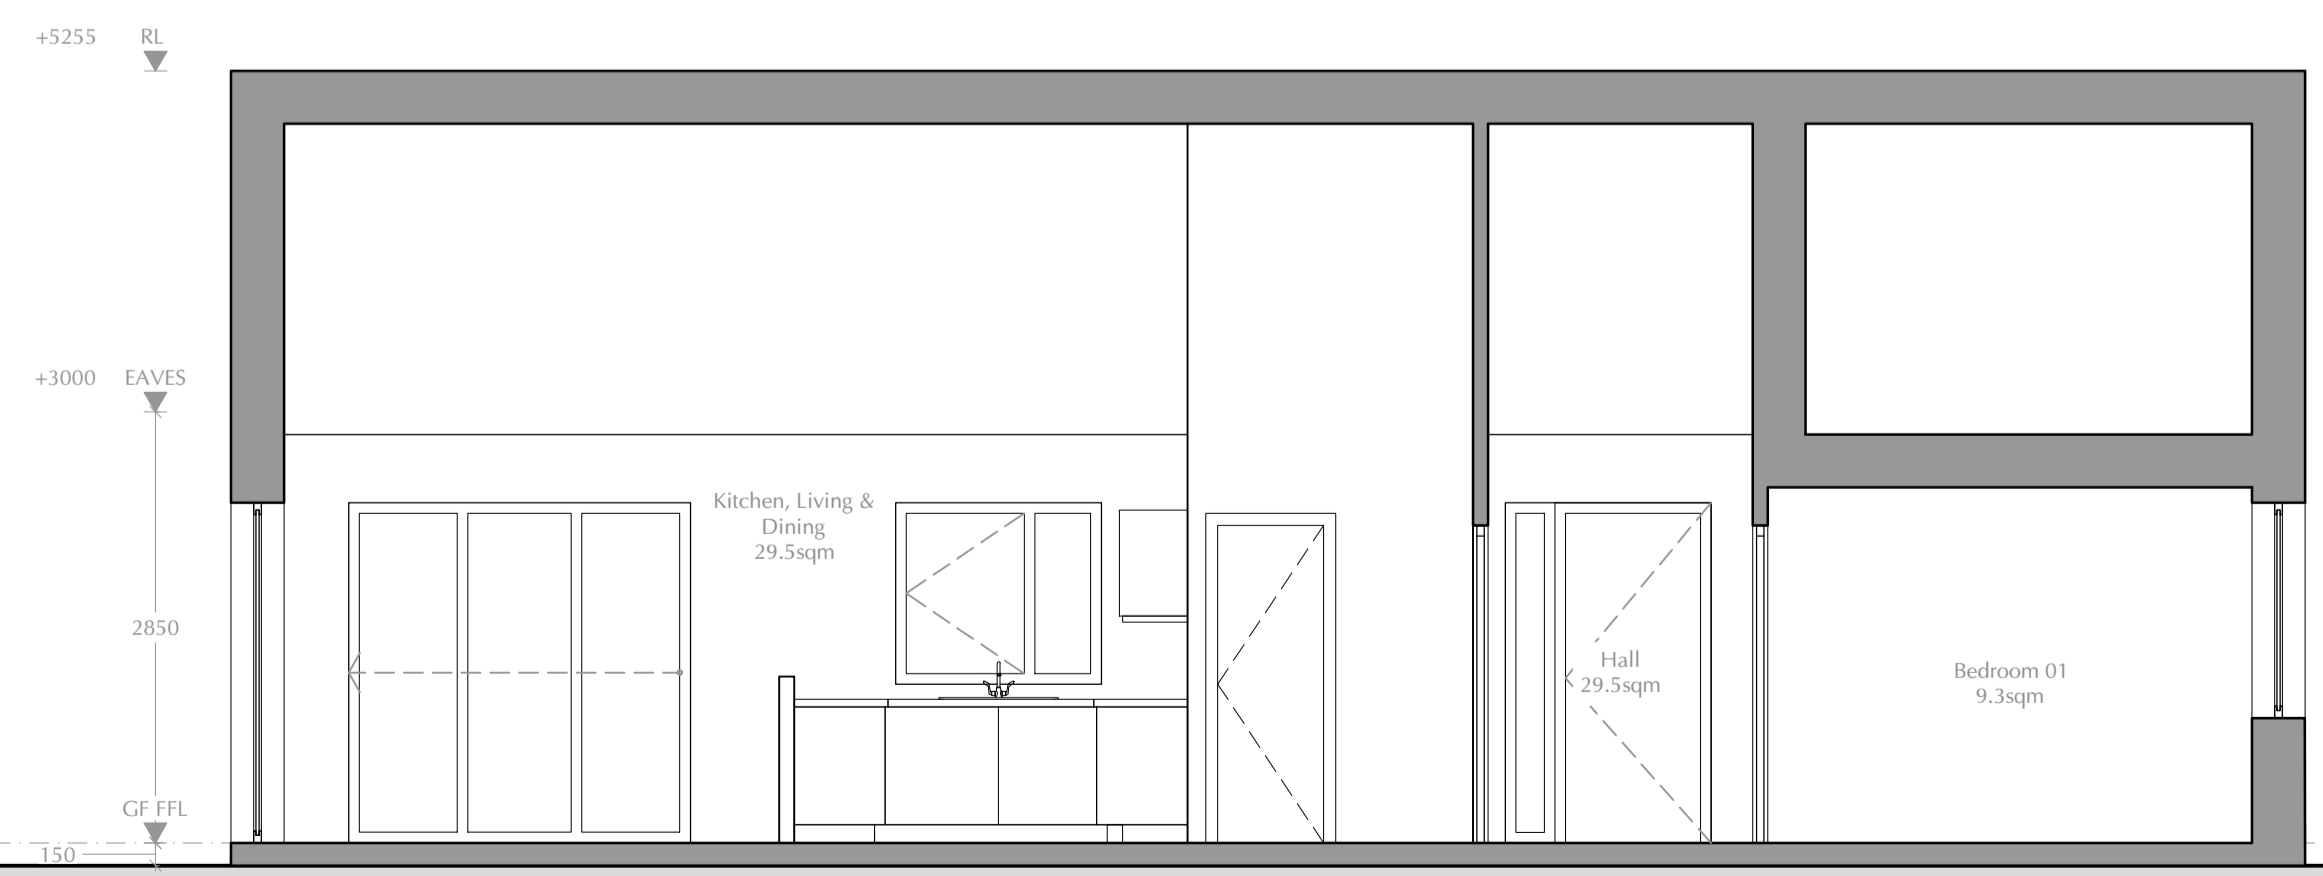 +5255 RL
+3000 EAVES
2850
GF FFL
150
Kitchen, Living &
Dining
29.5sqm
Hall
29.5sqm
Bedroom 01
9.3sqm